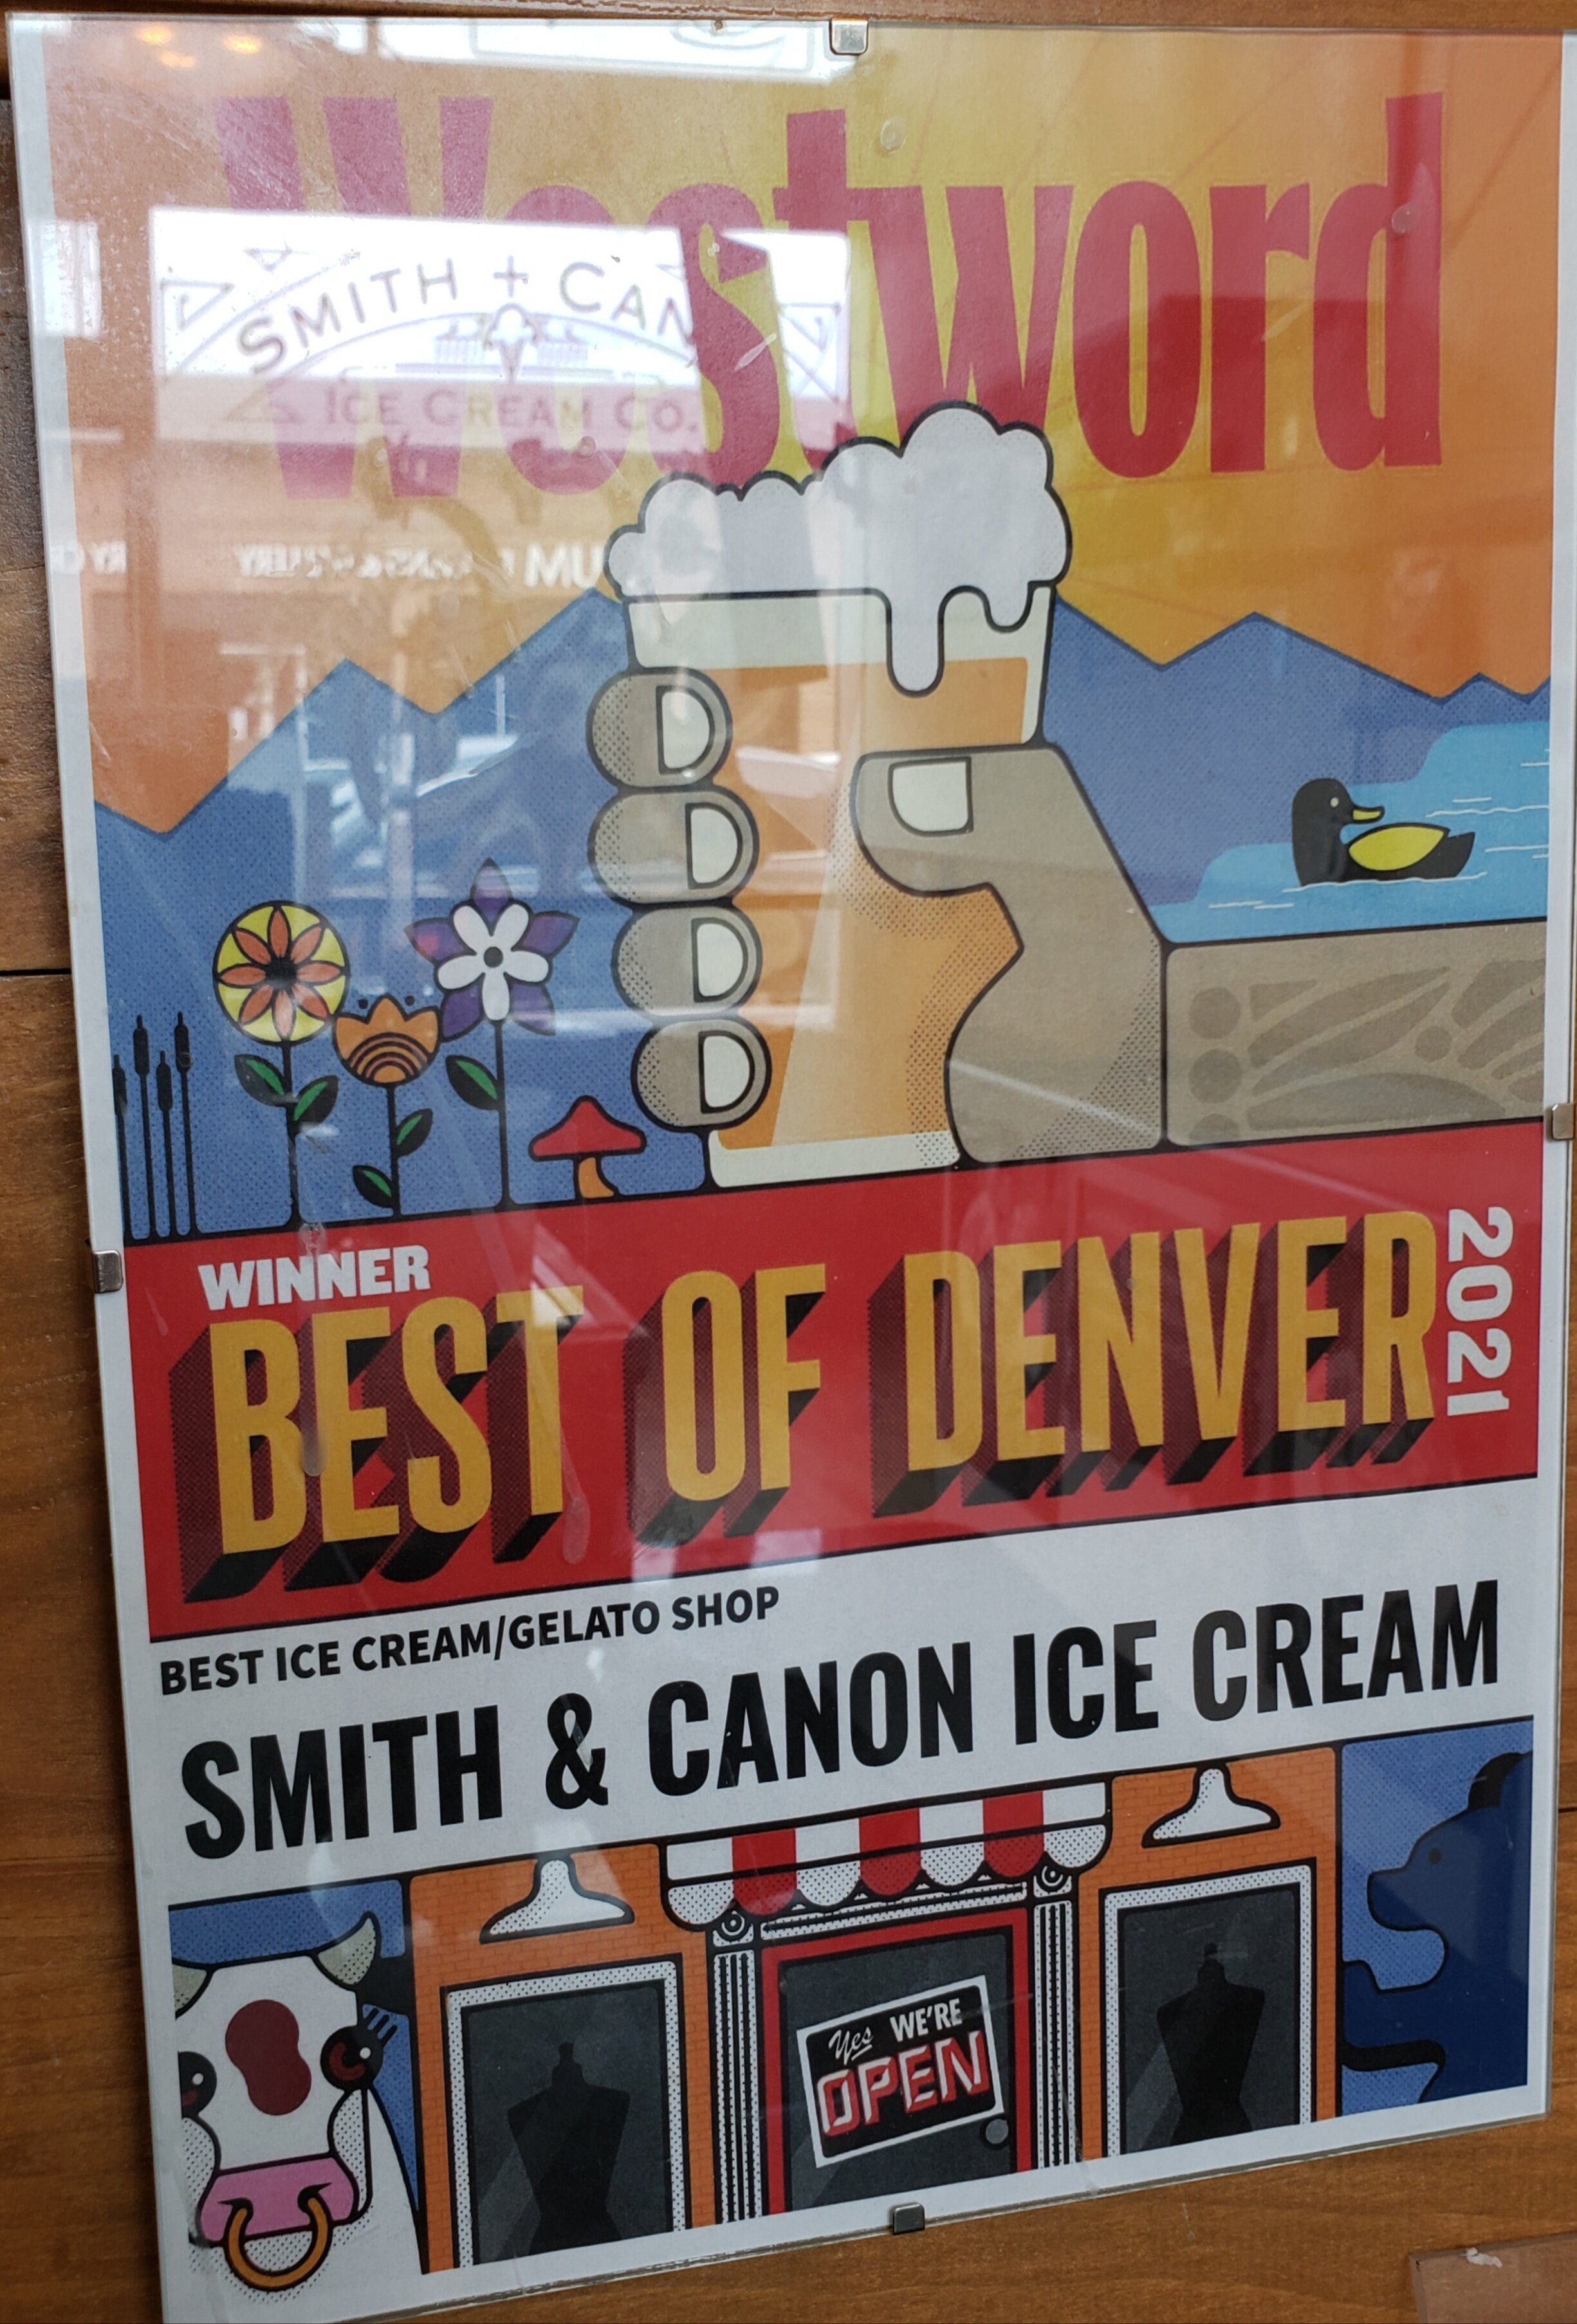 Westword
SMITH + CAN
ICE CREAM CO.
MU
WINNER
BEST OF DENVER
2021
BEST ICE CREAM/GELATO SHOP
SMITH & CANON ICE CREAM
Yes WE'RE
OPEN